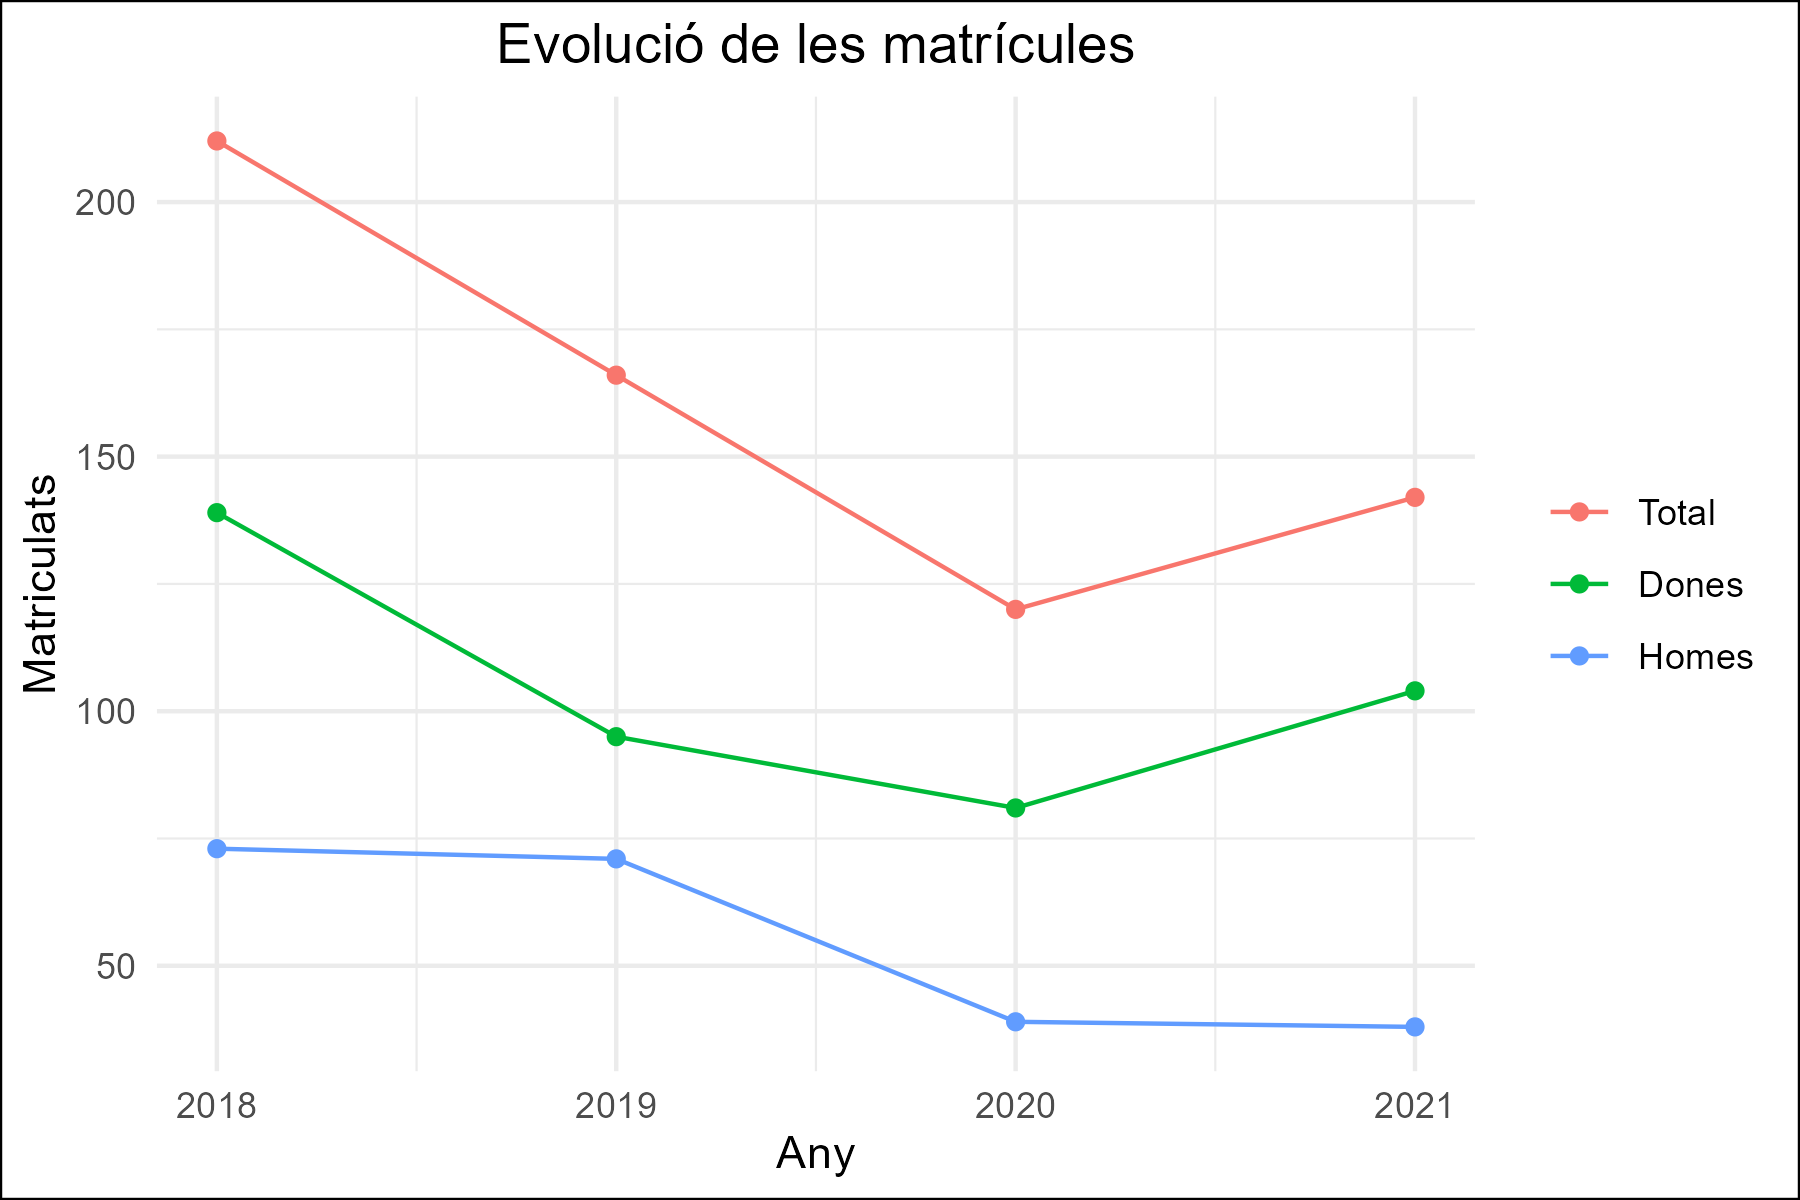 Evolució de les matrícules
200
150
100
50
Matriculats
2018
2019
2020
2021
Any
Total
Dones
Homes